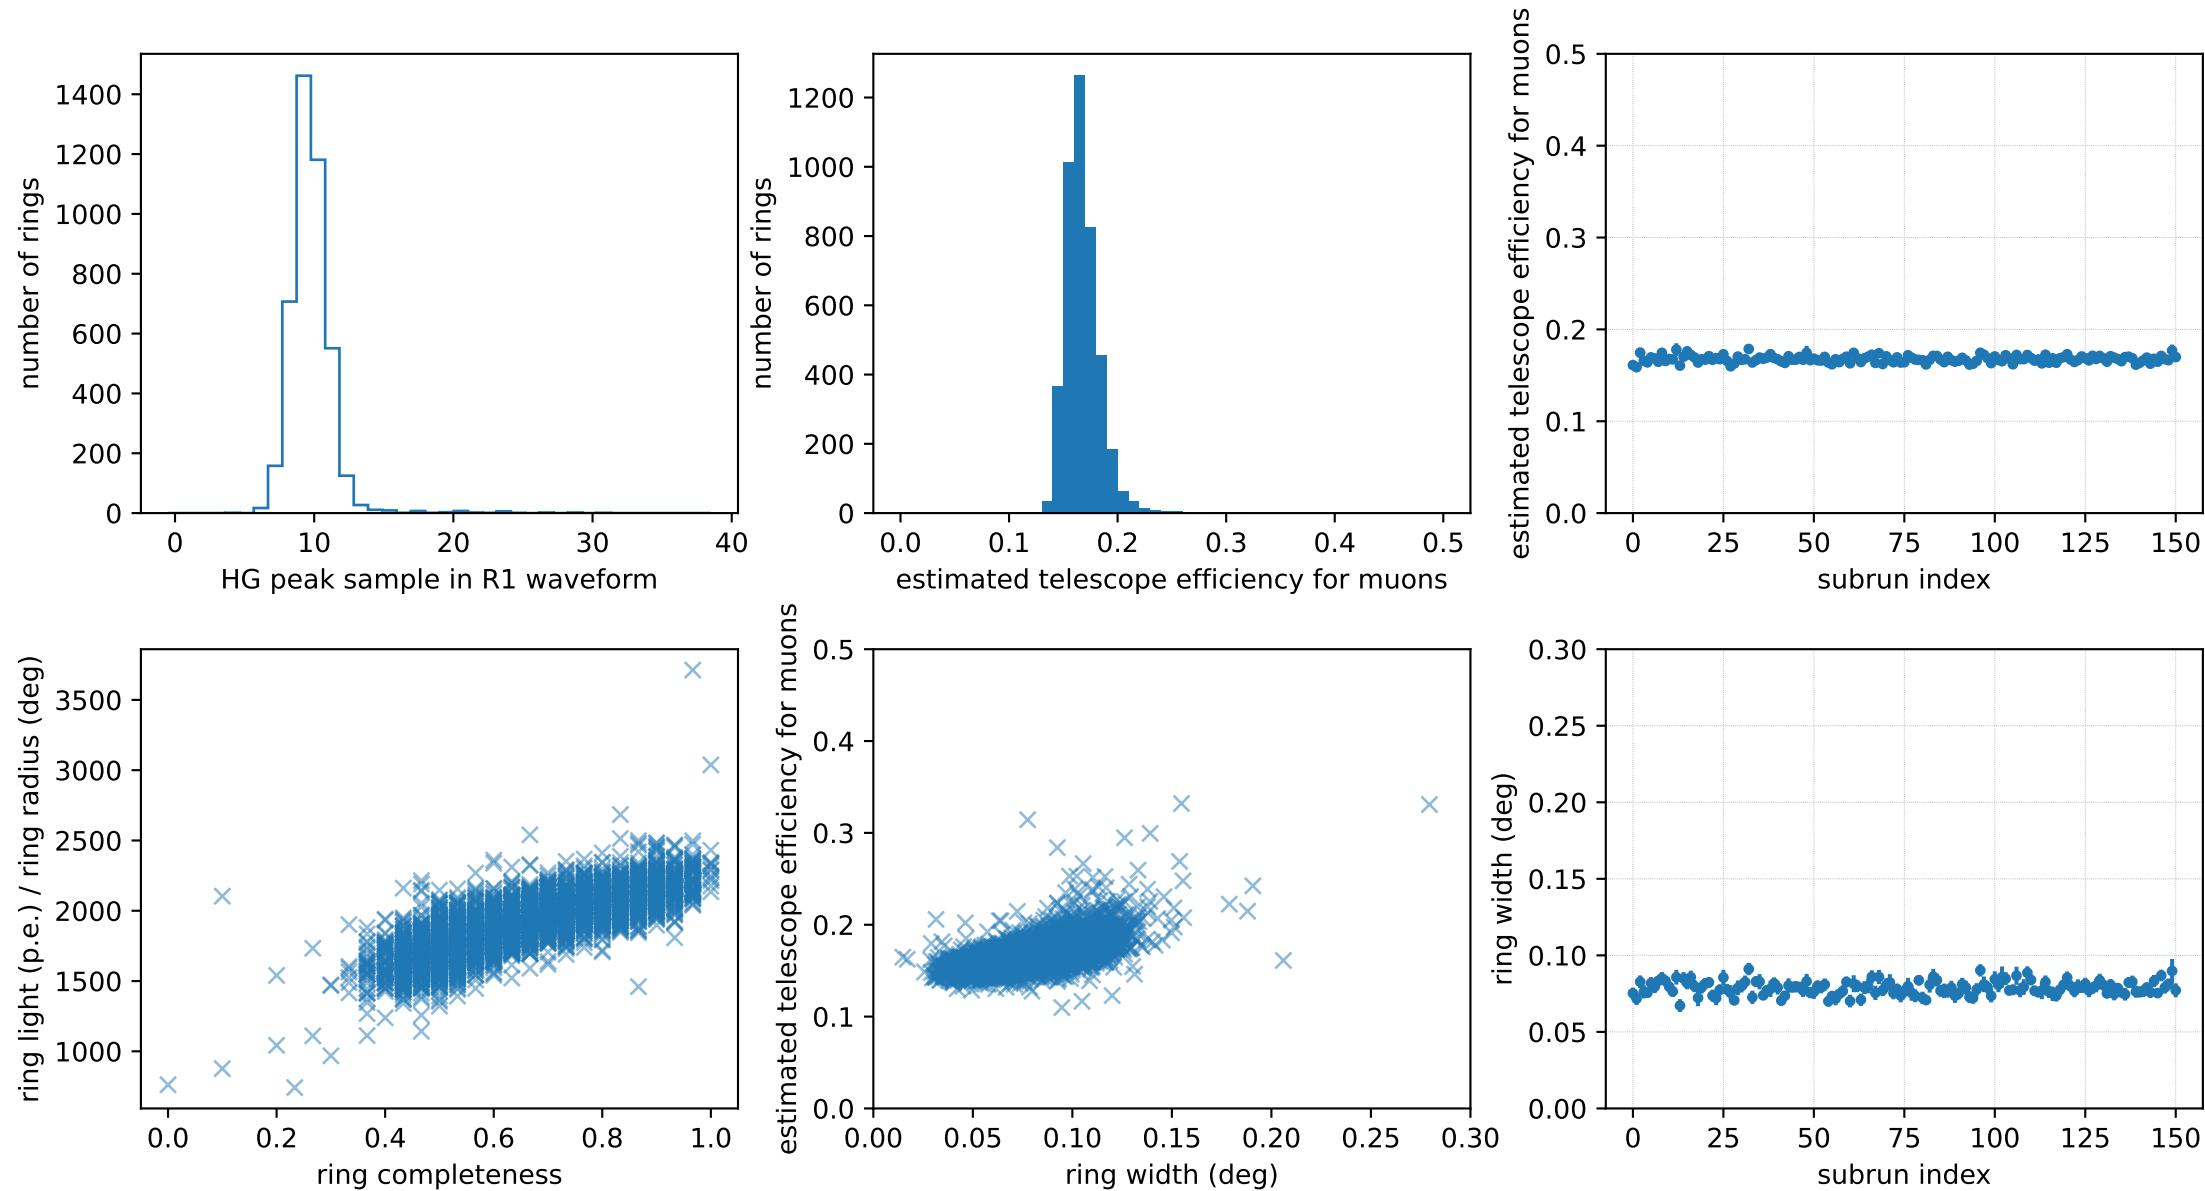 number of rings
1400
1200
1000
800
600
400
200
0
0 10 20 30 40
HG peak sample in R1 waveform
number of rings
1200
1000
800
600
400
200
0
0.0 0.1 0.2 0.3 0.4 0.5
estimated telescope efficiency for muons
estimated telescope efficiency for muons
0.5
0.4
0.3
0.2
0.1
0.0
0 25 50 75 100 125 150
subrun index
ring light (p.e.) / ring radius (deg)
3500
3000
2500
2000
1500
1000
0.0 0.2 0.4 0.6 0.8 1.0
ring completeness
estimated telescope efficiency for muons
0.5
0.4
0.3
0.2
0.1
0.0
0.00 0.05 0.10 0.15 0.20 0.25 0.30
ring width (deg)
ring width (deg)
0.30
0.25
0.20
0.15
0.10
0.05
0.00
0 25 50 75 100 125 150
subrun index